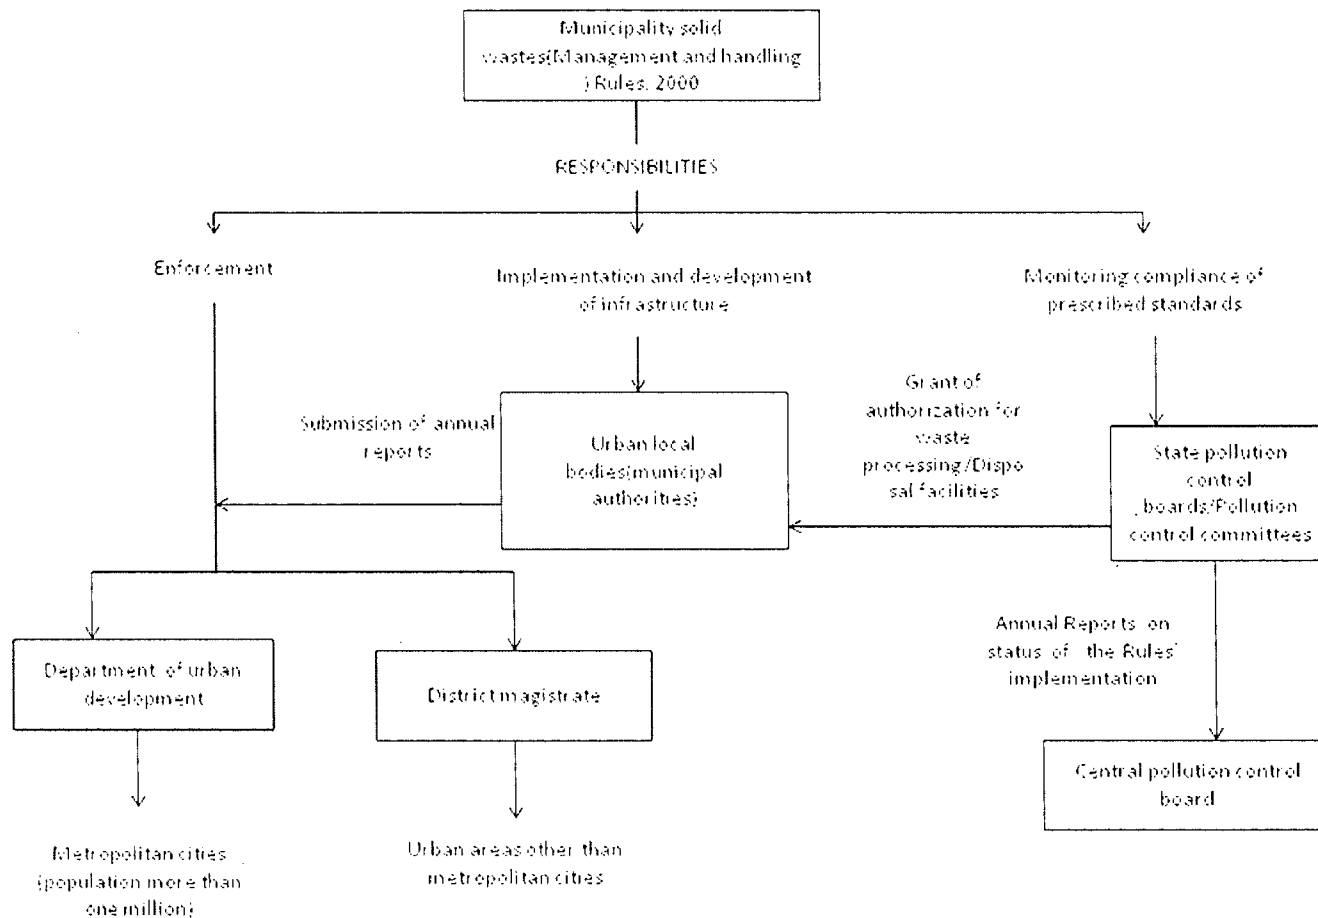 Municipality solid
wastes(Management and handling
) Rules, 2000
RESPONSIBILITIES
Enforcement
Implementation and development
of infrastructure
Monitoring compliance of
prescribed standards
Submission of annual
reports
Urban local
bodies(municipal
authorities)
Grant of
authorization for
waste
processing/Dispo
sal facilities
State pollution
control
boards/Pollution
control committees
Department of urban
development
District magistrate
Annual Reports on
status of the Rules'
implementation
Central pollution control
board
Metropolitan cities
(population more than
one million)
Urban areas other than
metropolitan cities